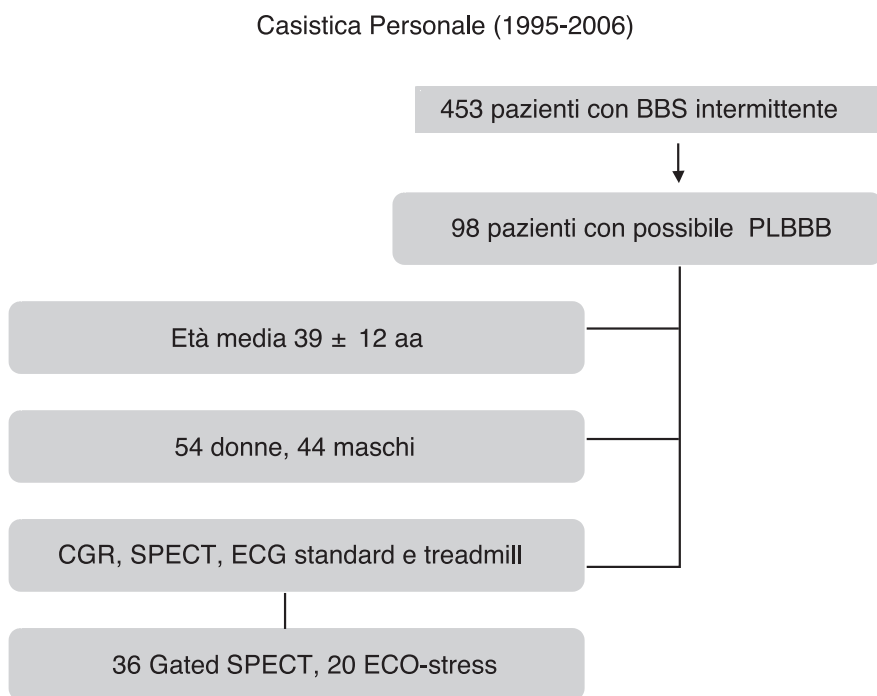 Casistica Personale (1995-2006)
453 pazienti con BBS intermittente
98 pazienti con possibile PLBBB
Età media 39 ± 12 aa
54 donne, 44 maschi
CGR, SPECT, ECG standard e treadmill
36 Gated SPECT, 20 ECO-stress